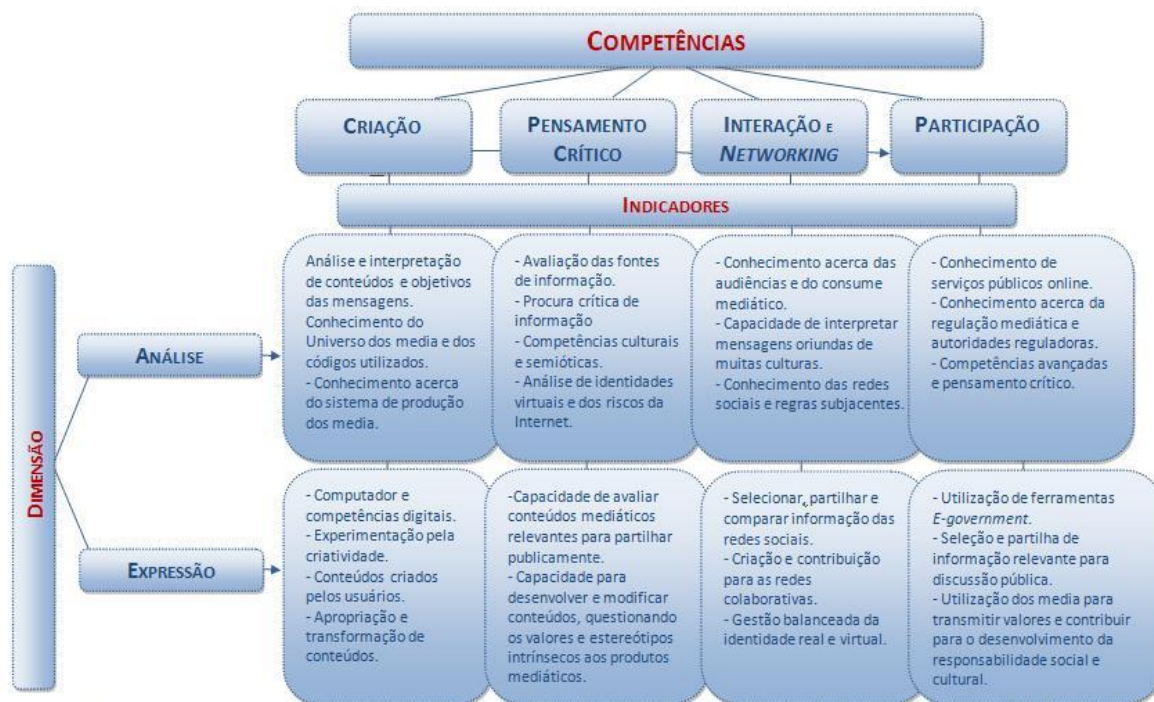 COMPETÊNCIAS
CRIAÇÃO
PENSAMENTO
CRÍTICO
INTERAÇÃO E
NETWORKING
PARTICIPAÇÃO
INDICADORES
DIMENSÃO
ANÁLISE
Análise e interpretação
de conteúdos e objetivos
das mensagens.
Conhecimento do
Universo dos media e dos
códigos utilizados.
- Conhecimento acerca
do sistema de produção
dos media.
- Avaliação das fontes
de informação.
- Procura crítica de
informação
- Competências culturais
e semióticas.
- Análise de identidades
virtuais e dos riscos da
Internet.
- Conhecimento acerca das
audiências e do consume
mediático.
- Capacidade de interpretar
mensagens oriundas de
muitas culturas.
- Conhecimento das redes
sociais e regras subjacentes.
- Conhecimento de
serviços públicos online.
- Conhecimento acerca da
regulação mediática e
autoridades reguladoras.
- Competências avançadas
e pensamento crítico.
EXPRESSÃO
- Computador e
competências digitais.
- Experimentação pela
criatividade.
- Conteúdos criados
pelos usuários.
- Apropriação e
transformação de
conteúdos.
-Capacidade de avaliar
conteúdos mediáticos
relevantes para partilhar
publicamente.
- Capacidade para
desenvolver e modificar
conteúdos, questionando
os valores e estereótipos
intrínsecos aos produtos
mediáticos.
- Selecionar, partilhar e
comparar informação das
redes sociais.
- Criação e contribuição
para as redes
colaborativas.
- Gestão balanceada da
identidade real e virtual.
- Utilização de ferramentas
E-government.
- Seleção e partilha de
informação relevante para
discussão pública.
- Utilização dos media para
transmitir valores e contribuir
para o desenvolvimento da
responsabilidade social e
cultural.